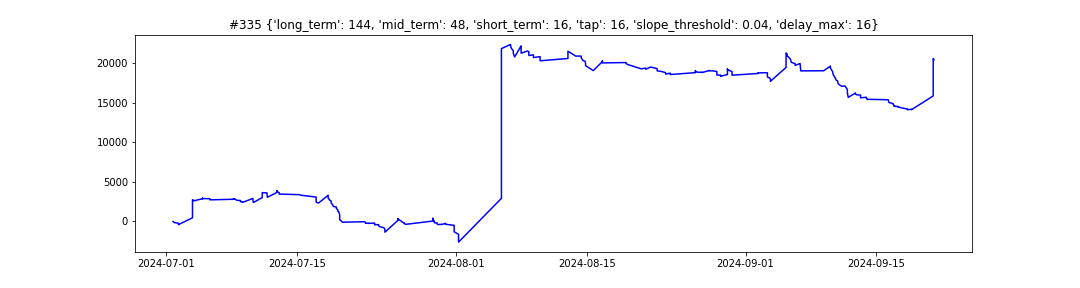 #335 {'long_term': 144, 'mid_term': 48, 'short_term': 16, 'tap': 16, 'slope_threshold': 0.04, 'delay_max': 16}
20000
15000
10000
5000
0
2024-07-01 2024-07-15 2024-08-01 2024-08-15 2024-09-01 2024-09-15